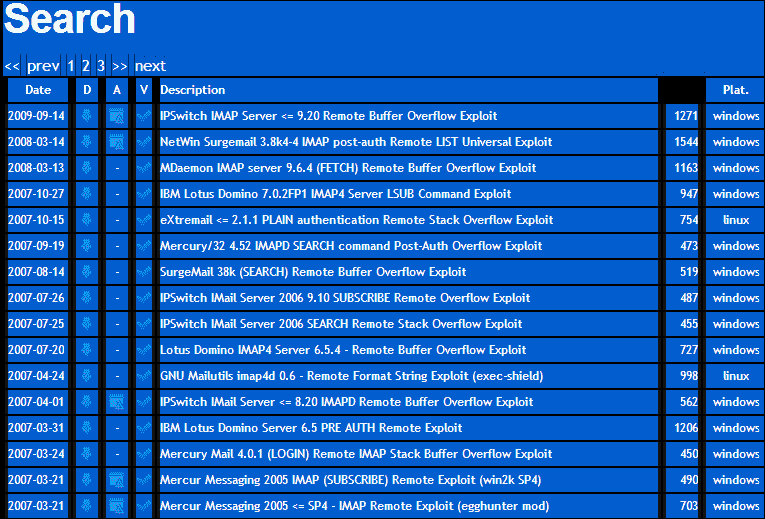 Search
<< prev 1 2 3 >> next
Date D A V Description Plat.
2009-09-14 IPSwitch IMAP Server <= 9.20 Remote Buffer Overflow Exploit 1271 windows
2008-03-14 NetWin Surgemail 3.8k4-4 IMAP post-auth Remote LIST Universal Exploit 1544 windows
2008-03-13 - MDaemon IMAP server 9.6.4 (FETCH) Remote Buffer Overflow Exploit 1163 windows
2007-10-27 - IBM Lotus Domino 7.0.2FP1 IMAP4 Server LSUB Command Exploit 947 windows
2007-10-15 - eXtremail <= 2.1.1 PLAIN authentication Remote Stack Overflow Exploit 754 linux
2007-09-19 - Mercury/32 4.52 IMAPD SEARCH command Post-Auth Overflow Exploit 473 windows
2007-08-14 - SurgeMail 38k (SEARCH) Remote Buffer Overflow Exploit 519 windows
2007-07-26 - IPSwitch IMail Server 2006 9.10 SUBSCRIBE Remote Overflow Exploit 487 windows
2007-07-25 - IPSwitch IMail Server 2006 SEARCH Remote Stack Overflow Exploit 455 windows
2007-07-20 - Lotus Domino IMAP4 Server 6.5.4 - Remote Buffer Overflow Exploit 727 windows
2007-04-24 - GNU Mailutils imap4d 0.6 - Remote Format String Exploit (exec-shield) 998 linux
2007-04-01 IPSwitch IMail Server <= 8.20 IMAPD Remote Buffer Overflow Exploit 562 windows
2007-03-31 - IBM Lotus Domino Server 6.5 PRE AUTH Remote Exploit 1206 windows
2007-03-24 - Mercury Mail 4.0.1 (LOGIN) Remote IMAP Stack Buffer Overflow Exploit 450 windows
2007-03-21 Mercur Messaging 2005 IMAP (SUBSCRIBE) Remote Exploit (win2k SP4) 490 windows
2007-03-21 Mercur Messaging 2005 <= SP4 - IMAP Remote Exploit (egghunter mod) 703 windows